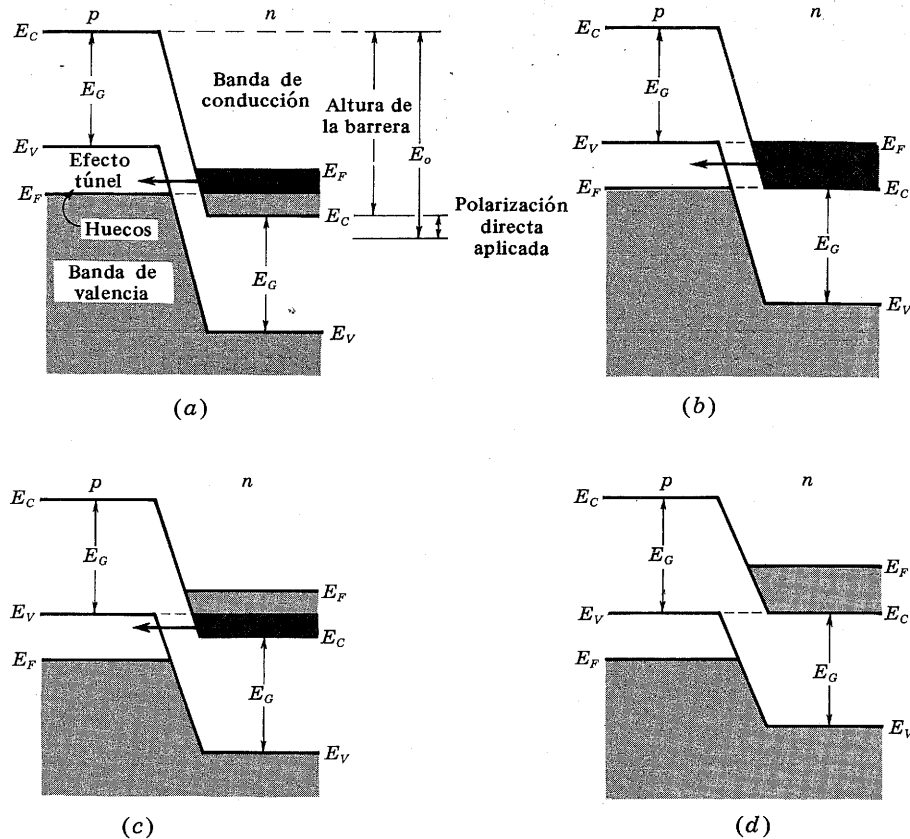 p
n
E_C
E_G
Banda de
conducción
Altura de
la barrera
E_o
E_V
Efecto
túnel
E_F
E_F
Huecos
E_C
Polarización
directa
aplicada
Banda de
valencia
E_G
E_V
(a)
p
n
E_C
E_G
E_V
E_F
E_F
E_C
E_G
E_V
(b)
p
n
E_C
E_G
E_F
E_V
E_C
E_F
E_G
E_V
(c)
p
n
E_C
E_G
E_F
E_V
E_C
E_F
E_G
E_V
(d)